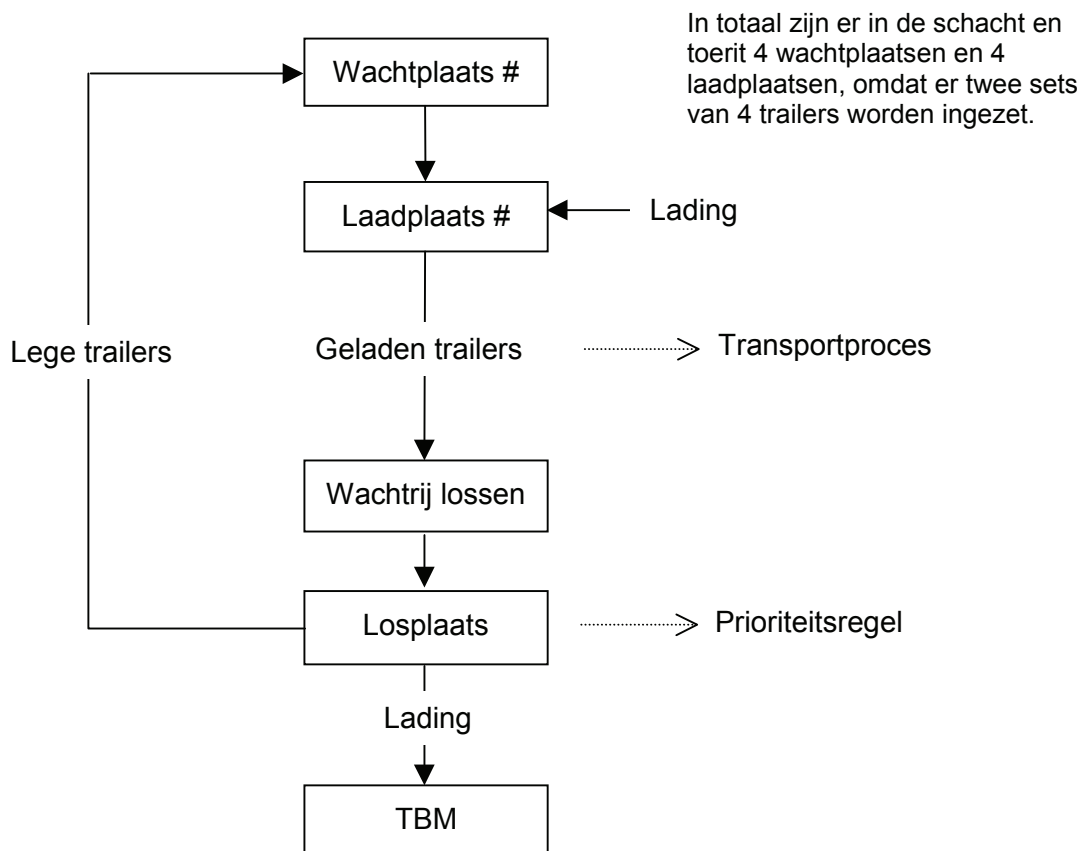 In totaal zijn er in de schacht en
toerit 4 wachtplaatsen en 4
laadplaatsen, omdat er twee sets
van 4 trailers worden ingezet.
Wachtplaats #
Laadplaats #
Lading
Lege trailers
Geladen trailers
Transportproces
Wachtrij lossen
Losplaats
Prioriteitsregel
Lading
TBM